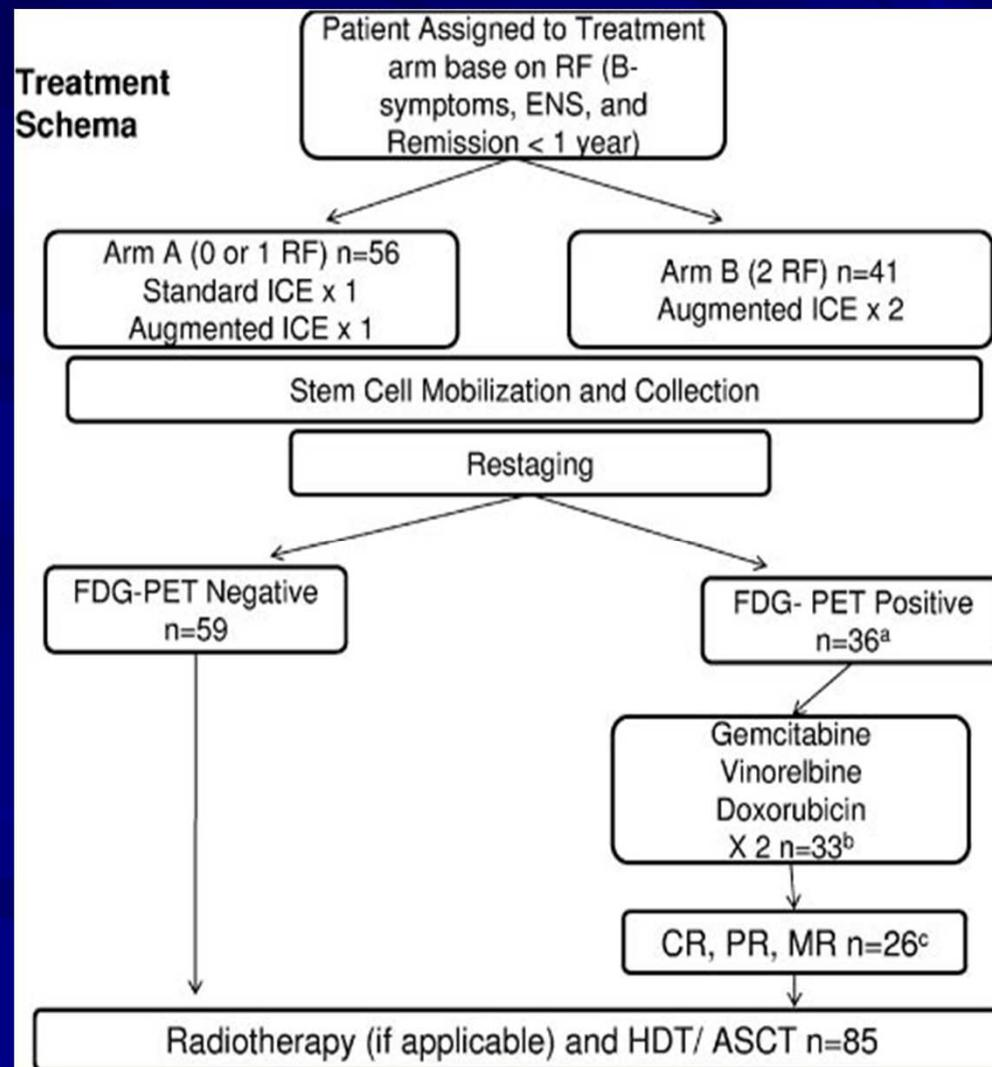 Treatment
Schema
Patient Assigned to Treatment
arm base on RF (B-
symptoms, ENS, and
Remission < 1 year)
Arm A (0 or 1 RF) n=56
Standard ICE x 1
Augmented ICE x 1
Arm B (2 RF) n=41
Augmented ICE x 2
Stem Cell Mobilization and Collection
Restaging
FDG-PET Negative
n=59
FDG- PET Positive
n=36ᵃ
Gemcitabine
Vinorelbine
Doxorubicin
X 2 n=33ᵇ
CR, PR, MR n=26ᶜ
Radiotherapy (if applicable) and HDT/ ASCT n=85